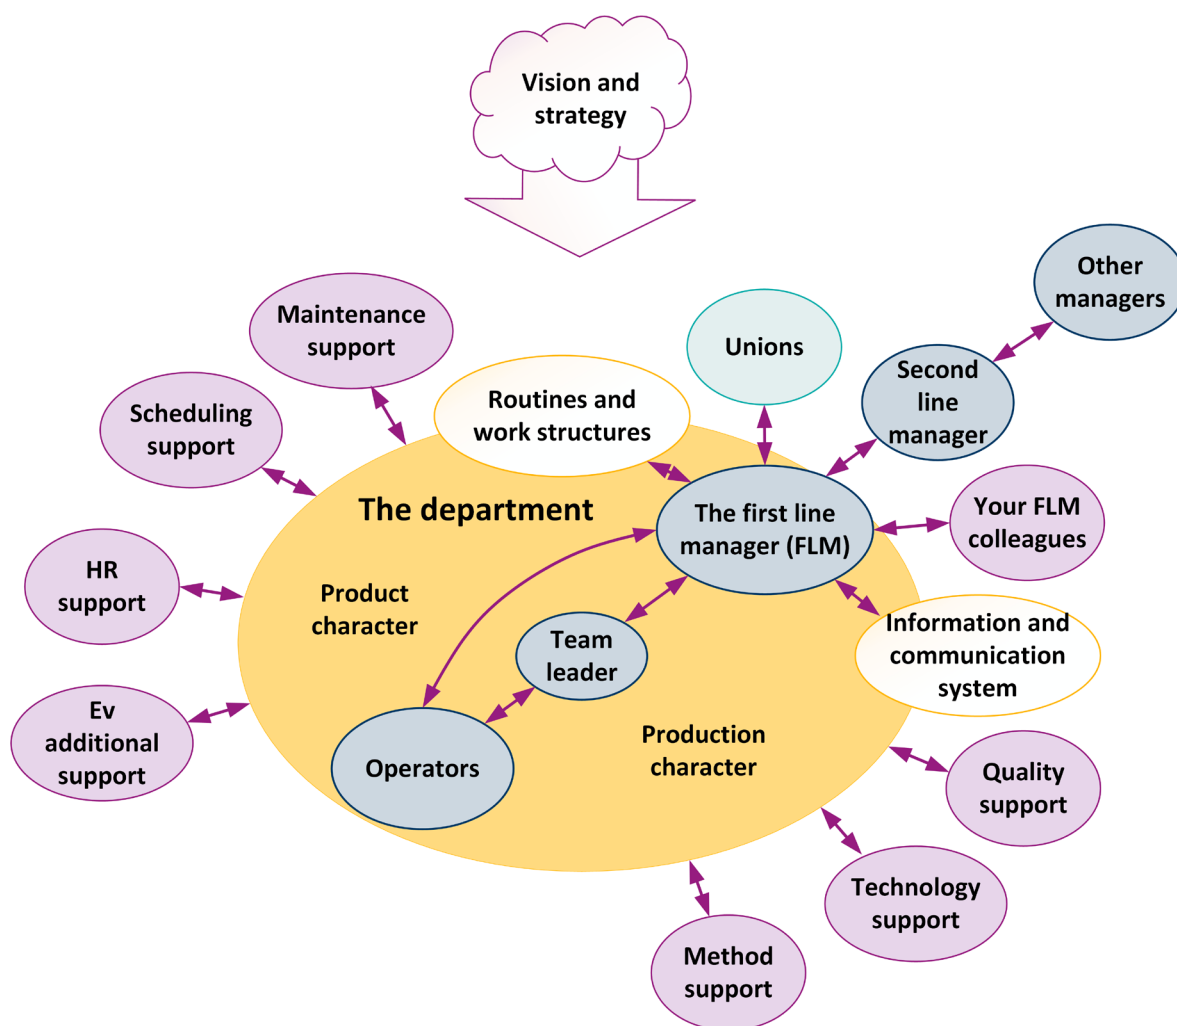 Vision and
strategy
Other
managers
Maintenance
support
Unions
Second
line
manager
Routines and
work structures
Scheduling
support
The department
The first line
manager (FLM)
Your FLM
colleagues
HR
support
Product
character
Team
leader
Information and
communication
system
Ev
additional
support
Operators
Production
character
Quality
support
Technology
support
Method
support